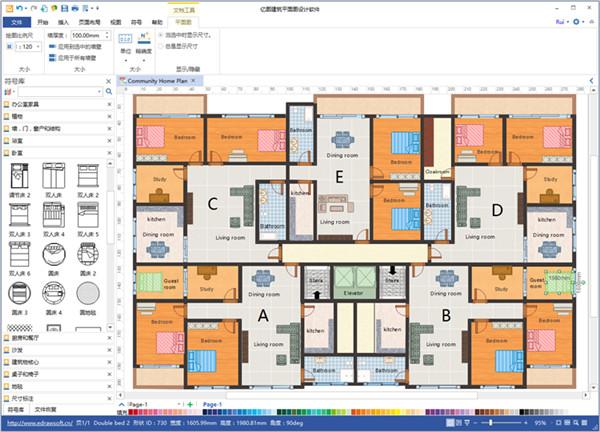 文档工具
亿图建筑平面图设计软件
文件
开始
插入
页面布局
视图
符号
帮助
平面图
Rui
绘图比例尺
1 : 120
墙厚度:
100.00mm
应用到选中的墙壁
应用于所有墙壁
大小
大小
单位
精确度
当选中时显示尺寸。
总是显示尺寸
显示/隐藏
符号库
Community Home Plan
办公室家具
植物
墙，门，窗户和结构
浴室
卧室
调节床 2
双人床
双人床 2
双人床 3
双人床 4
双人床 5
双人床 6
圆床
圆床 2
圆床 3
圆床 4
圆地毯
厨房和餐厅
沙发
建筑物核心
桌子和椅子
地毯
尺寸标注
符号库
文件恢复
Bedroom
Bedroom
Bathroom
Dining room
Bedroom
Bedroom
Bedroom
Study
C
E
Cloakroom
D
Study
Bathroom
kitchen
Living room
Bedroom
Bathroom
kitchen
kitchen
Dining room
Living room
Living room
Dining room
Guest room
Study
Dining room
Stairs
Elevator
Stairs
Dining room
Study
Guest room
1980mm
Bedroom
A
kitchen
kitchen
B
Bedroom
Bedroom
Living room
Living room
Bedroom
Bathroom
Bathroom
Page-1
Page-1
填充
http://www.edrawsoft.cn/
页1/1
Double bed 2
形状 ID : 730
宽度 : 1605.99mm
高度 : 1980.81mm
角度 : 90deg
95%